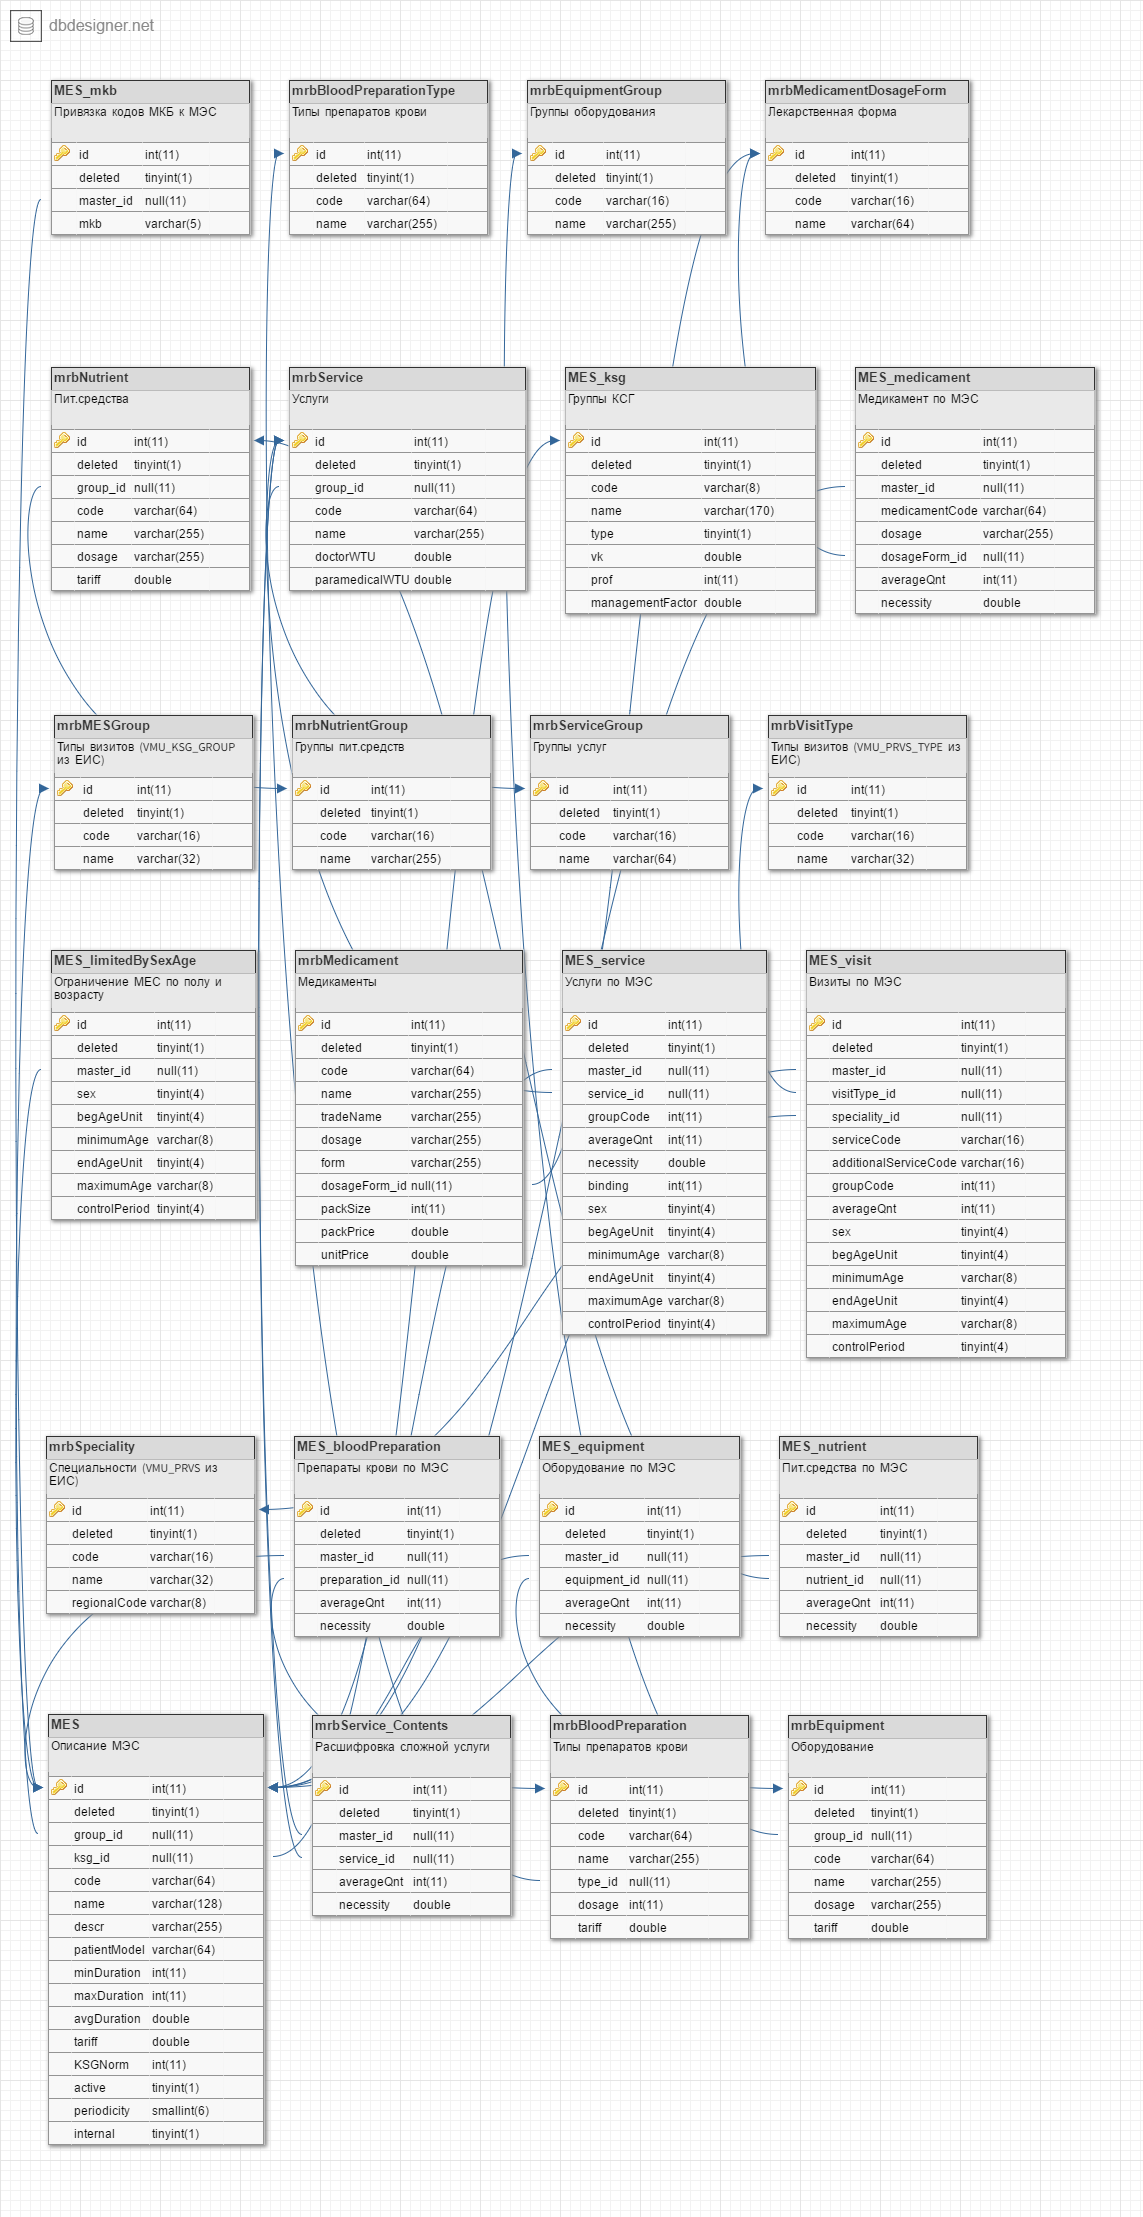 dbdesigner.net
MES_mkb
Привязка кодов МКБ к МЭС
id int(11)
deleted tinyint(1)
master_id null(11)
mkb varchar(5)
mrbBloodPreparationType
Типы препаратов крови
id int(11)
deleted tinyint(1)
code varchar(64)
name varchar(255)
mrbEquipmentGroup
Группы оборудования
id int(11)
deleted tinyint(1)
code varchar(16)
name varchar(255)
mrbMedicamentDosageForm
Лекарственная форма
id int(11)
deleted tinyint(1)
code varchar(16)
name varchar(64)
mrbNutrient
Пит.средства
id int(11)
deleted tinyint(1)
group_id null(11)
code varchar(64)
name varchar(255)
dosage varchar(255)
tariff double
mrbService
Услуги
id int(11)
deleted tinyint(1)
group_id null(11)
code varchar(64)
name varchar(255)
doctorWTU double
paramedicalWTU double
MES_ksg
Группы КСГ
id int(11)
deleted tinyint(1)
code varchar(8)
name varchar(170)
type tinyint(1)
vk double
prof int(11)
managementFactor double
MES_medicament
Медикамент по МЭС
id int(11)
deleted tinyint(1)
master_id null(11)
medicamentCode varchar(64)
dosage varchar(255)
dosageForm_id null(11)
averageQnt int(11)
necessity double
mrbMESGroup
Типы визитов (VMU_KSG_GROUP
из ЕИС)
id int(11)
deleted tinyint(1)
code varchar(16)
name varchar(32)
mrbNutrientGroup
Группы пит.средств
id int(11)
deleted tinyint(1)
code varchar(16)
name varchar(255)
mrbServiceGroup
Группы услуг
id int(11)
deleted tinyint(1)
code varchar(16)
name varchar(64)
mrbVisitType
Типы визитов (VMU_PRVS_TYPE из
ЕИС)
id int(11)
deleted tinyint(1)
code varchar(16)
name varchar(32)
MES_limitedBySexAge
Ограничение МЕС по полу и
возрасту
id int(11)
deleted tinyint(1)
master_id null(11)
sex tinyint(4)
begAgeUnit tinyint(4)
minimumAge varchar(8)
endAgeUnit tinyint(4)
maximumAge varchar(8)
controlPeriod tinyint(4)
mrbMedicament
Медикаменты
id int(11)
deleted tinyint(1)
code varchar(64)
name varchar(255)
tradeName varchar(255)
dosage varchar(255)
form varchar(255)
dosageForm_id null(11)
packSize int(11)
packPrice double
unitPrice double
MES_service
Услуги по МЭС
id int(11)
deleted tinyint(1)
master_id null(11)
service_id null(11)
groupCode int(11)
averageQnt int(11)
necessity double
binding int(11)
sex tinyint(4)
begAgeUnit tinyint(4)
minimumAge varchar(8)
endAgeUnit tinyint(4)
maximumAge varchar(8)
controlPeriod tinyint(4)
MES_visit
Визиты по МЭС
id int(11)
deleted tinyint(1)
master_id null(11)
visitType_id null(11)
speciality_id null(11)
serviceCode varchar(16)
additionalServiceCode varchar(16)
groupCode int(11)
averageQnt int(11)
sex tinyint(4)
begAgeUnit tinyint(4)
minimumAge varchar(8)
endAgeUnit tinyint(4)
maximumAge varchar(8)
controlPeriod tinyint(4)
mrbSpeciality
Специальности (VMU_PRVS из
ЕИС)
id int(11)
deleted tinyint(1)
code varchar(16)
name varchar(32)
regionalCode varchar(8)
MES_bloodPreparation
Препараты крови по МЭС
id int(11)
deleted tinyint(1)
master_id null(11)
preparation_id null(11)
averageQnt int(11)
necessity double
MES_equipment
Оборудование по МЭС
id int(11)
deleted tinyint(1)
master_id null(11)
equipment_id null(11)
averageQnt int(11)
necessity double
MES_nutrient
Пит.средства по МЭС
id int(11)
deleted tinyint(1)
master_id null(11)
nutrient_id null(11)
averageQnt int(11)
necessity double
MES
Описание МЭС
id int(11)
deleted tinyint(1)
group_id null(11)
ksg_id null(11)
code varchar(64)
name varchar(128)
descr varchar(255)
patientModel varchar(64)
minDuration int(11)
maxDuration int(11)
avgDuration double
tariff double
KSGNorm int(11)
active tinyint(1)
periodicity smallint(6)
internal tinyint(1)
mrbService_Contents
Расшифровка сложной услуги
id int(11)
deleted tinyint(1)
master_id null(11)
service_id null(11)
averageQnt int(11)
necessity double
mrbBloodPreparation
Типы препаратов крови
id int(11)
deleted tinyint(1)
code varchar(64)
name varchar(255)
type_id null(11)
dosage int(11)
tariff double
mrbEquipment
Оборудование
id int(11)
deleted tinyint(1)
group_id null(11)
code varchar(64)
name varchar(255)
dosage varchar(255)
tariff double